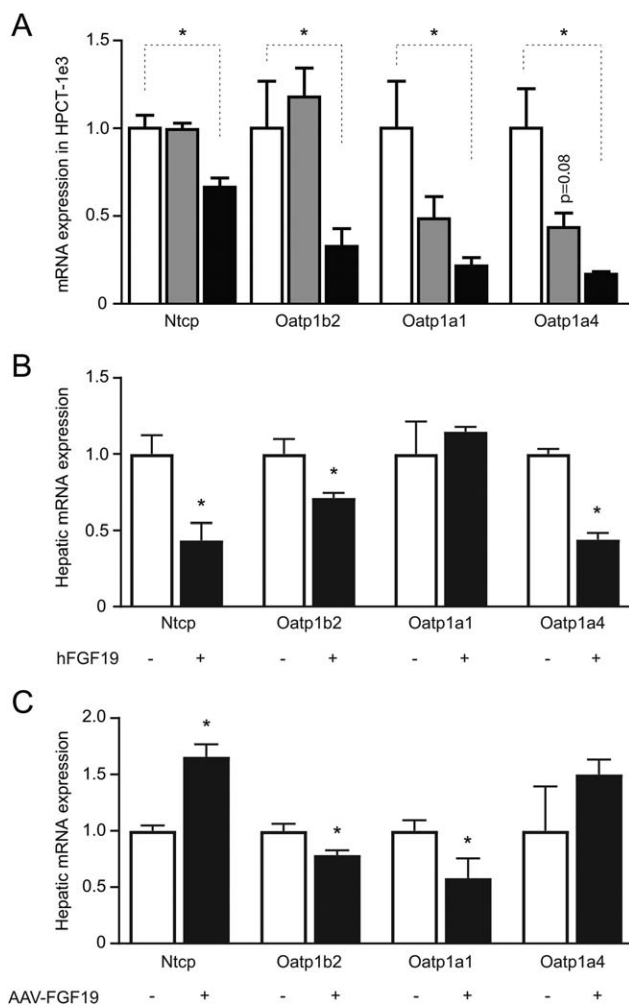 A
mRNA expression in HPCT-1e3
1.5
1.0
0.5
0
*
*
*
*
p=0.08
Ntcp
Oatp1b2
Oatp1a1
Oatp1a4
B
Hepatic mRNA expression
1.5
1.0
0.5
0
*
*
*
Ntcp
Oatp1b2
Oatp1a1
Oatp1a4
hFGF19 - + - + - + - +
C
Hepatic mRNA expression
2.0
1.5
1.0
0.5
0
*
*
*
Ntcp
Oatp1b2
Oatp1a1
Oatp1a4
AAV-FGF19 - + - + - + - +